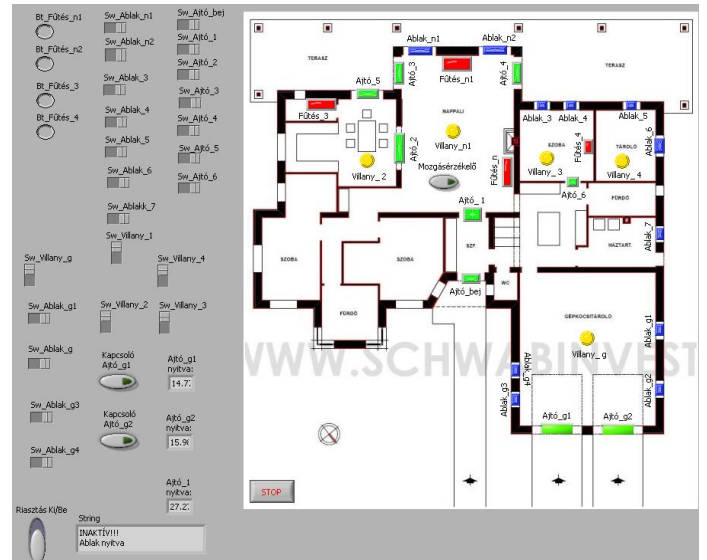 Bt_Fűtés_n1
Sw_Ablak_n1
Sw_Ajtó_bej
Bt_Fűtés_n2
Sw_Ablak_n2
Sw_Ajtó_1
Sw_Ajtó_2
Bt_Fűtés_3
Sw_Ablak_3
Sw_Ajtó_3
Bt_Fűtés_4
Sw_Ablak_4
Sw_Ajtó_4
Sw_Ablak_5
Sw_Ajtó_5
Sw_Ablak_6
Sw_Ajtó_6
Sw_Ablakk_7
Sw_Villany_1
Sw_Villany_g
Sw_Villany_4
Sw_Ablak_g1
Sw_Villany_2
Sw_Villany_3
Sw_Ablak_g
Kapcsoló
Ajtó_g1
Ajtó_g1
nyitva:
14.7
Sw_Ablak_g3
Kapcsoló
Ajtó_g2
Ajtó_g2
nyitva:
15.9
Sw_Ablak_g4
Ajtó_1
nyitva:
27.2
Riasztás Ki/Be
String
INAKTÍV!!!
Ablak nyitva
STOP
Ablak_n1
Ablak_n2
TERASZ
TERASZ
Ajtó_3
Ajtó_4
Ajtó_5
Fűtés_n1
Fűtés_3
NAPPALI
Ablak_3
Ablak_4
Ablak_5
Ablak_6
Villany_n1
Ajtó_2
Villany_2
SZOBA
Fűtés_4
TÁROLÓ
Villany_3
Villany_4
Mozgásérzékelő
Fűtés_n
Ajtó_6
FÜRDŐ
Ajtó_1
SZF.
HÁZTART.
Ablak_7
SZOBA
SZOBA
WC
Ajtó_bej
FÜRDŐ
GÉPKOCSITÁROLÓ
Villany_g
Ablak_g1
WWW.SCHWABINVEST
Ablak_g4
Ablak_g3
Ablak_g2
Ajtó_g1
Ajtó_g2